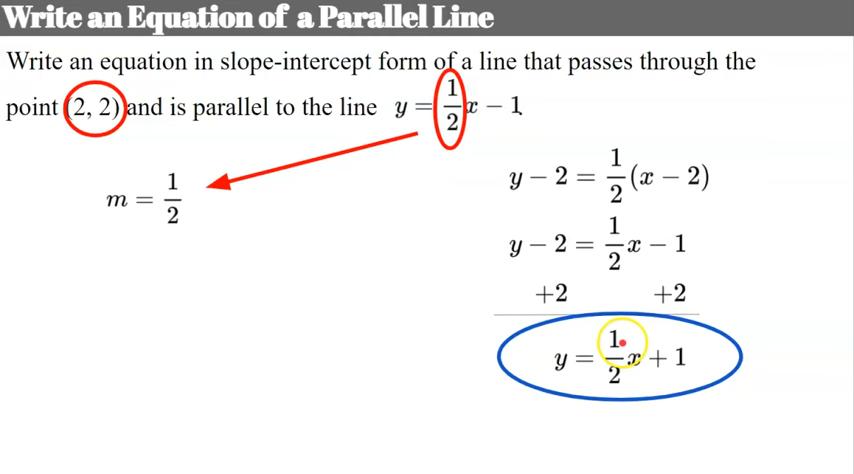 Write an Equation of a Parallel Line
Write an equation in slope-intercept form of a line that passes through the
point (2, 2) and is parallel to the line y = 1/2 x − 1.
m = 1/2
y − 2 = 1/2 (x − 2)
y − 2 = 1/2 x − 1
+2 +2
y = 1/2 x + 1